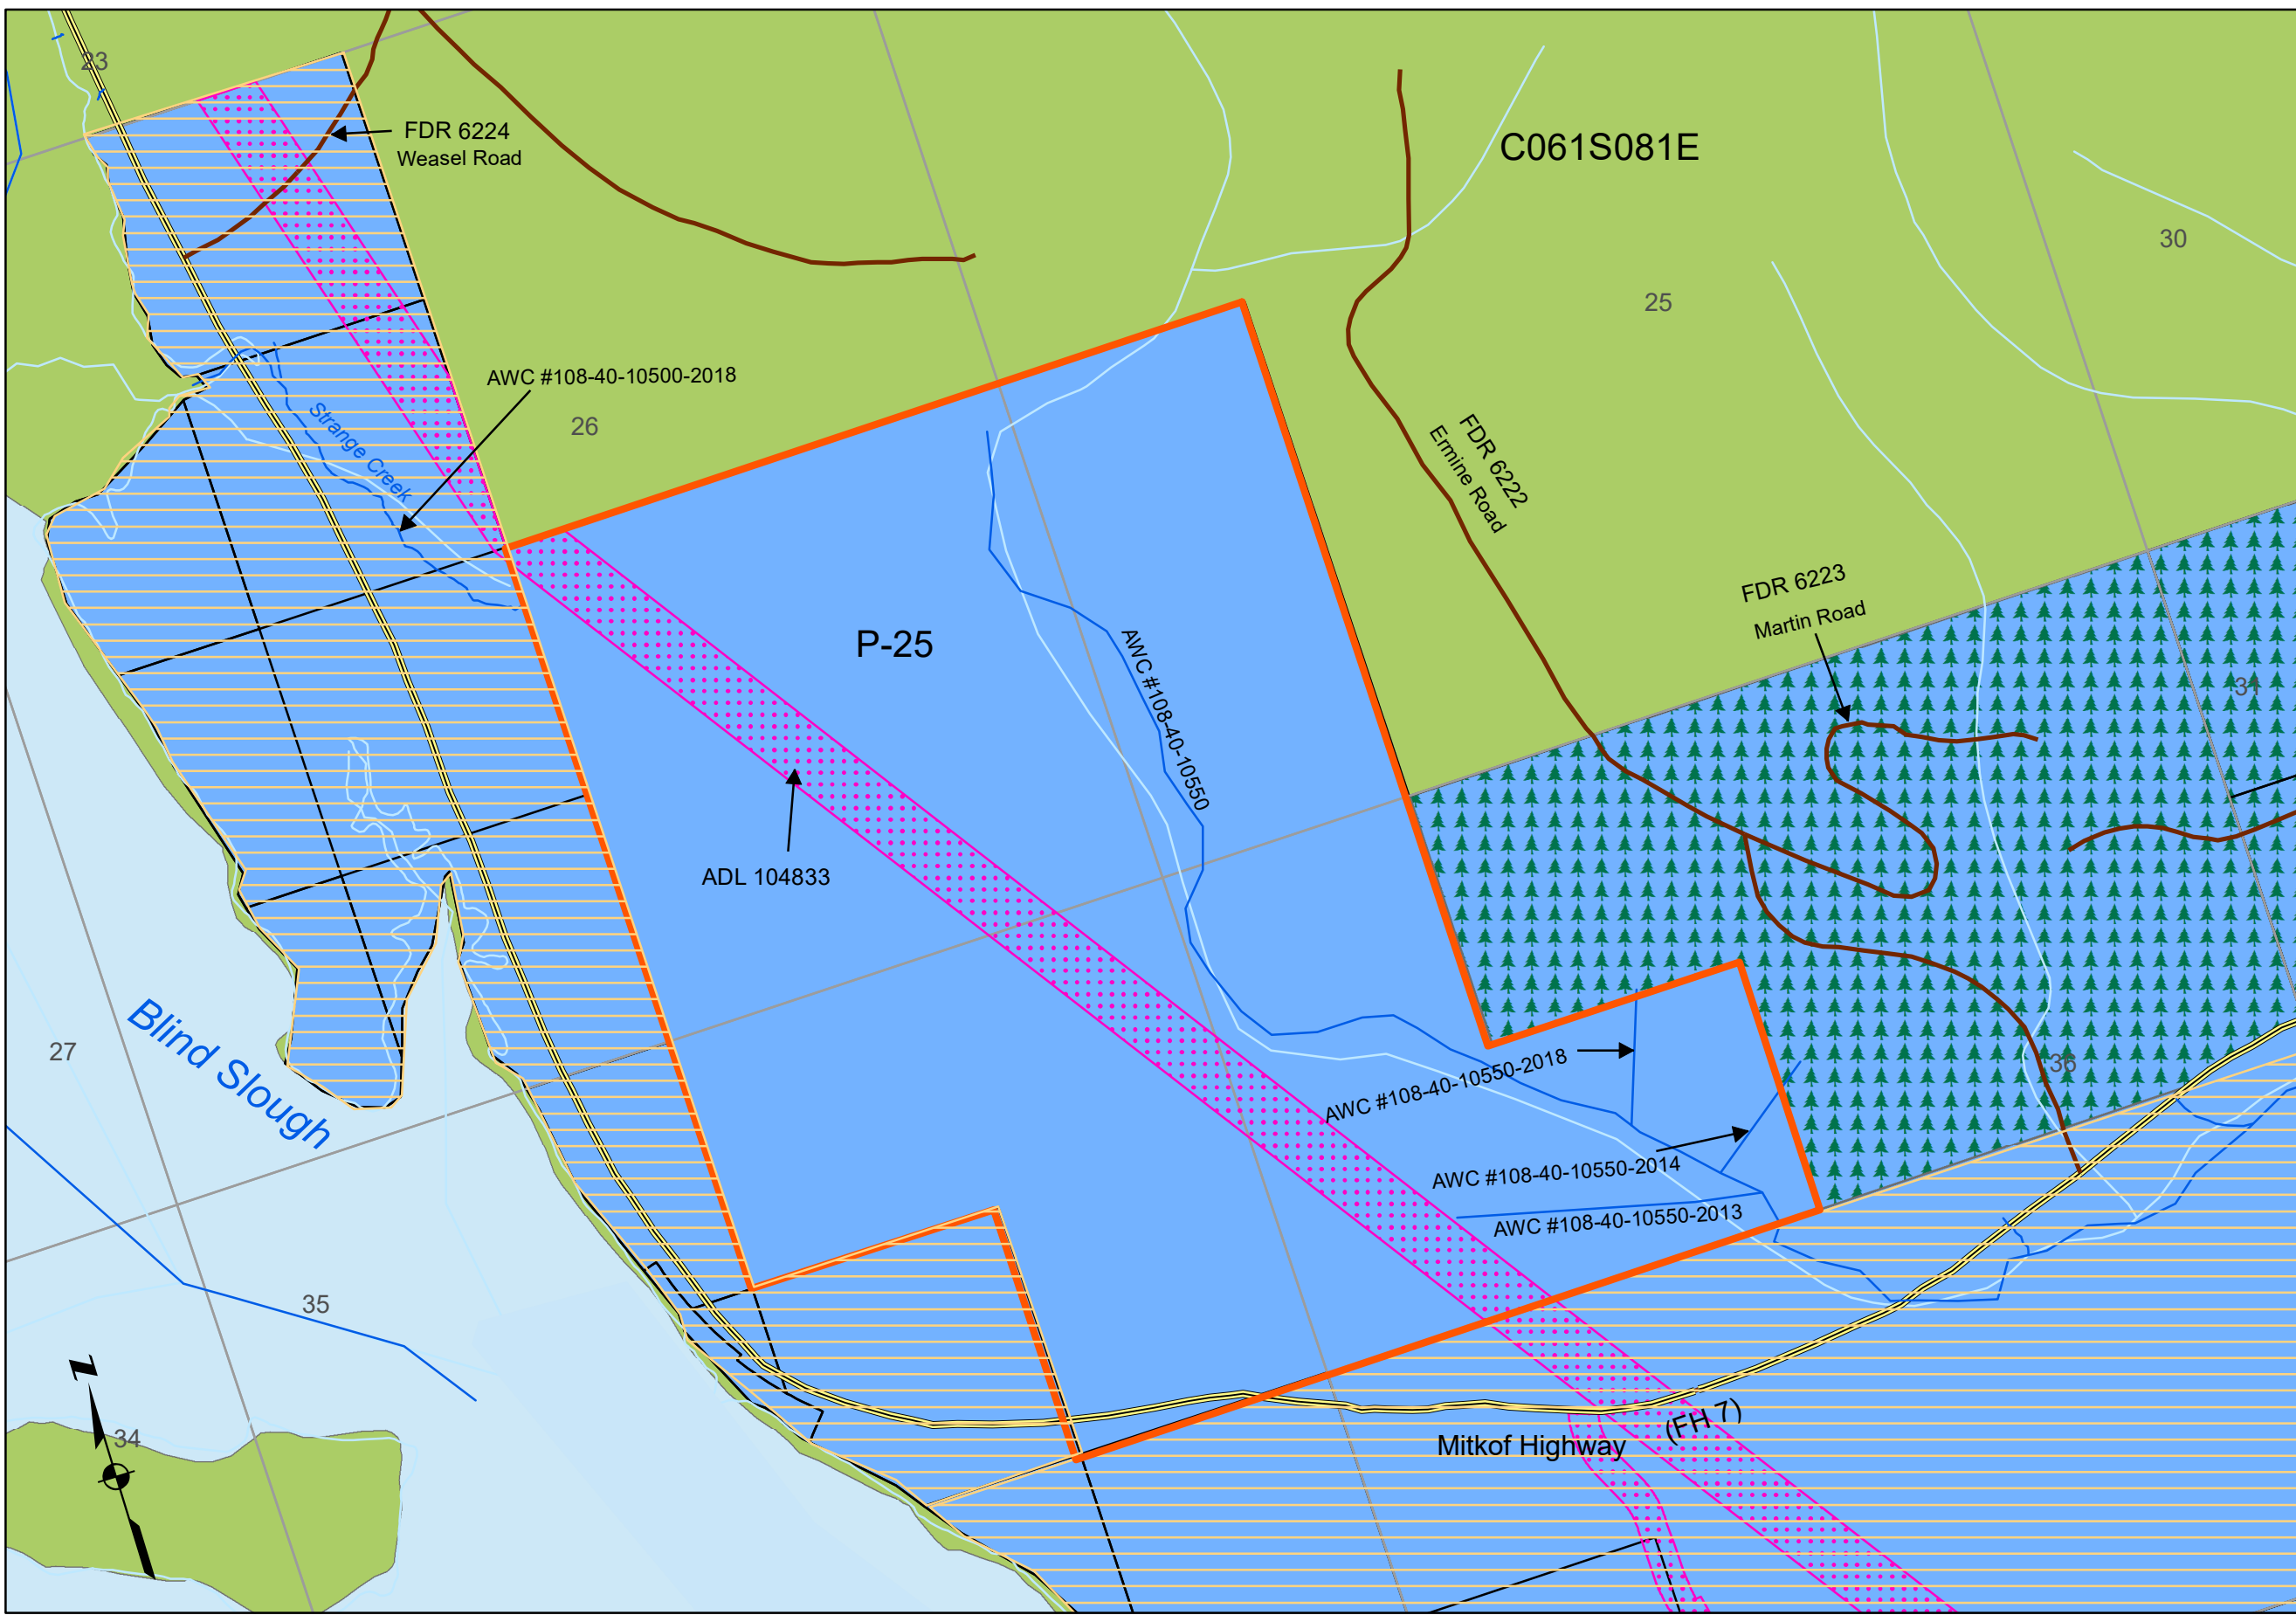 23
FDR 6224
Weasel Road
C061S081E
30
25
AWC #108-40-10500-2018
26
Strange Creek
FDR 6222
Ermine Road
FDR 6223
Martin Road
P-25
AWC #108-40-10550
31
ADL 104833
27
Blind Slough
AWC #108-40-10550-2018
36
AWC #108-40-10550-2014
AWC #108-40-10550-2013
35
N
34
Mitkof Highway
(FH 7)